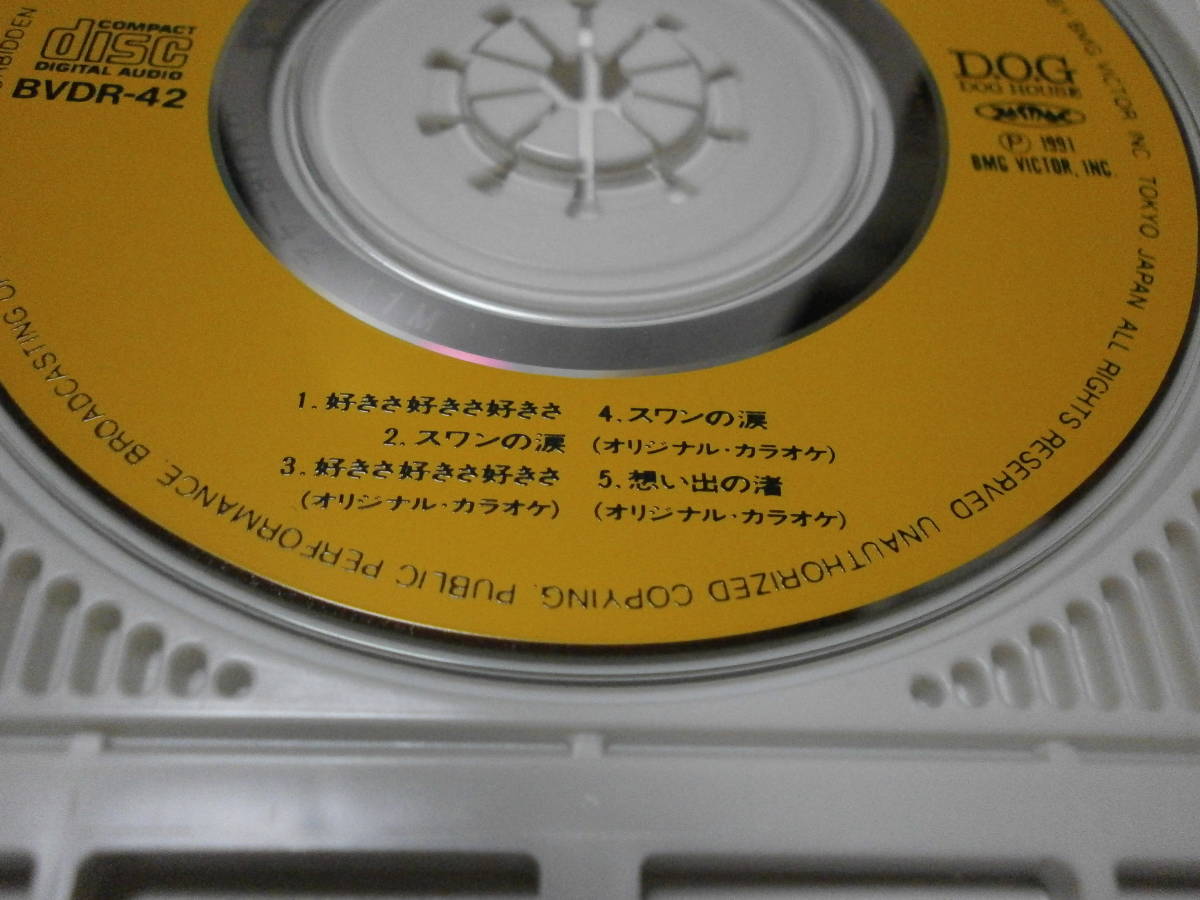 COMPACT
disc
DIGITAL AUDIO
BVDR-42
D.O.G
DOG HOUSE
Ⓟ 1991
BMG VICTOR, INC.
1. 好きさ好きさ好きさ
2. スワンの涙
3. 好きさ好きさ好きさ
(オリジナル・カラオケ)
4. スワンの涙
(オリジナル・カラオケ)
5. 想い出の渚
(オリジナル・カラオケ)
BY BMG VICTOR INC. TOKYO, JAPAN ALL RIGHTS RESERVED UNAUTHORIZED COPYING, PUBLIC PERFORMANCE, BROADCASTING